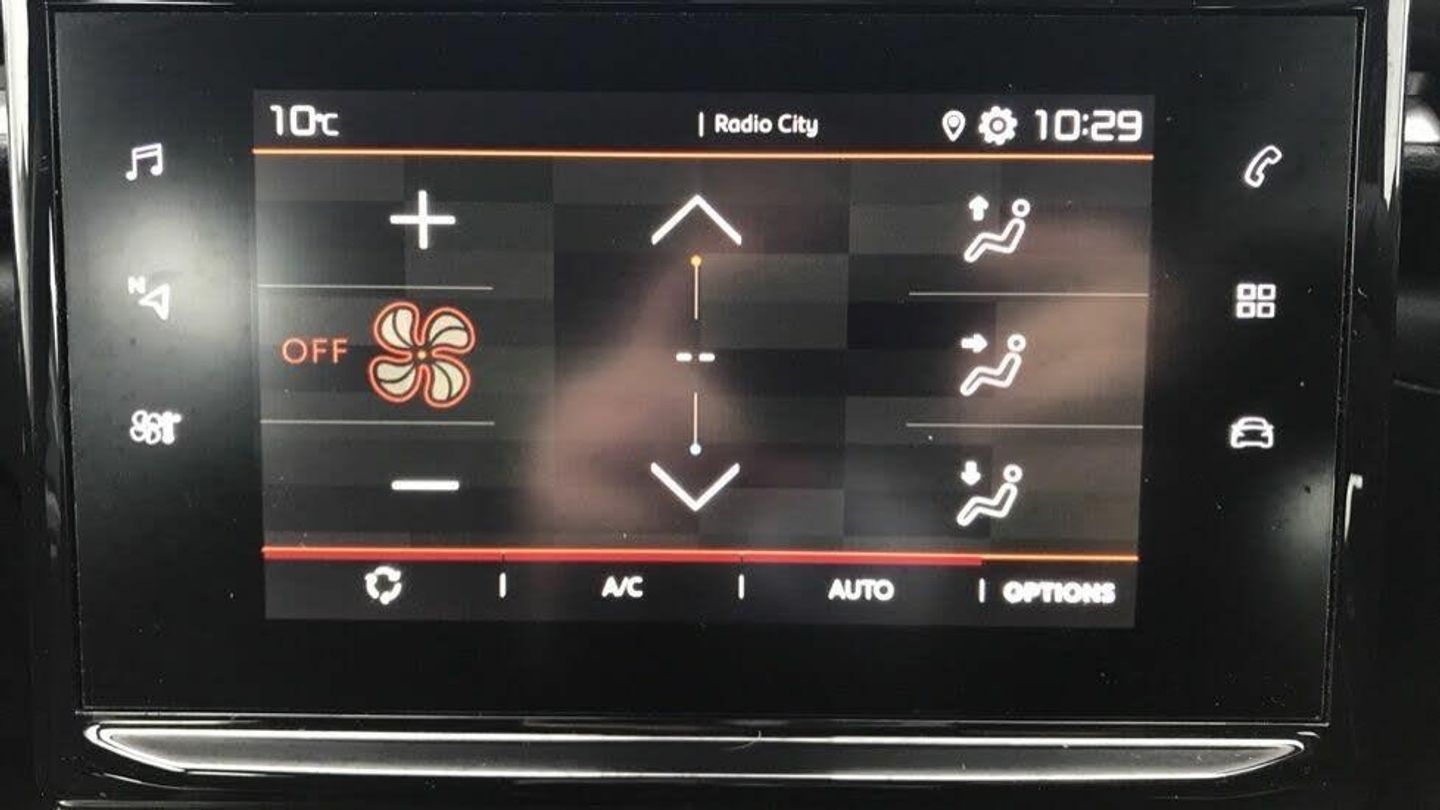 10°C | Radio City 10:29
N
OFF
--
| A/C | AUTO | OPTIONS